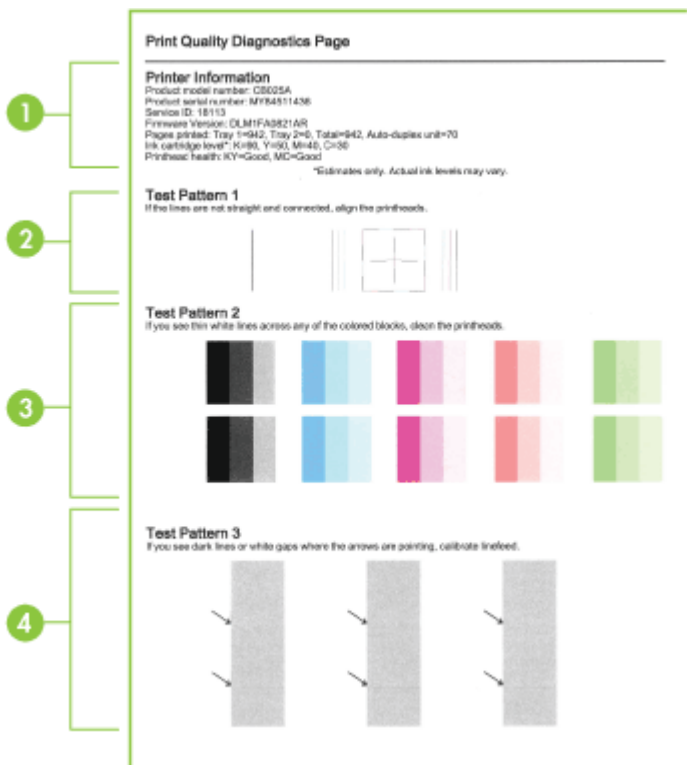 Print Quality Diagnostics Page
1
Printer Information
Product model number: CB025A
Product serial number: MY84511436
Service ID: 18113
Firmware Version: DLM1FA0821AR
Pages printed: Tray 1=942, Tray 2=0, Total=942, Auto-duplex unit=70
Ink cartridge level*: K=80, Y=50, M=40, C=30
Printhead health: KY=Good, MC=Good
*Estimates only. Actual ink levels may vary.
2
Test Pattern 1
If the lines are not straight and connected, align the printheads.
3
Test Pattern 2
If you see thin white lines across any of the colored blocks, clean the printheads.
4
Test Pattern 3
If you see dark lines or white gaps where the arrows are pointing, calibrate linefeed.